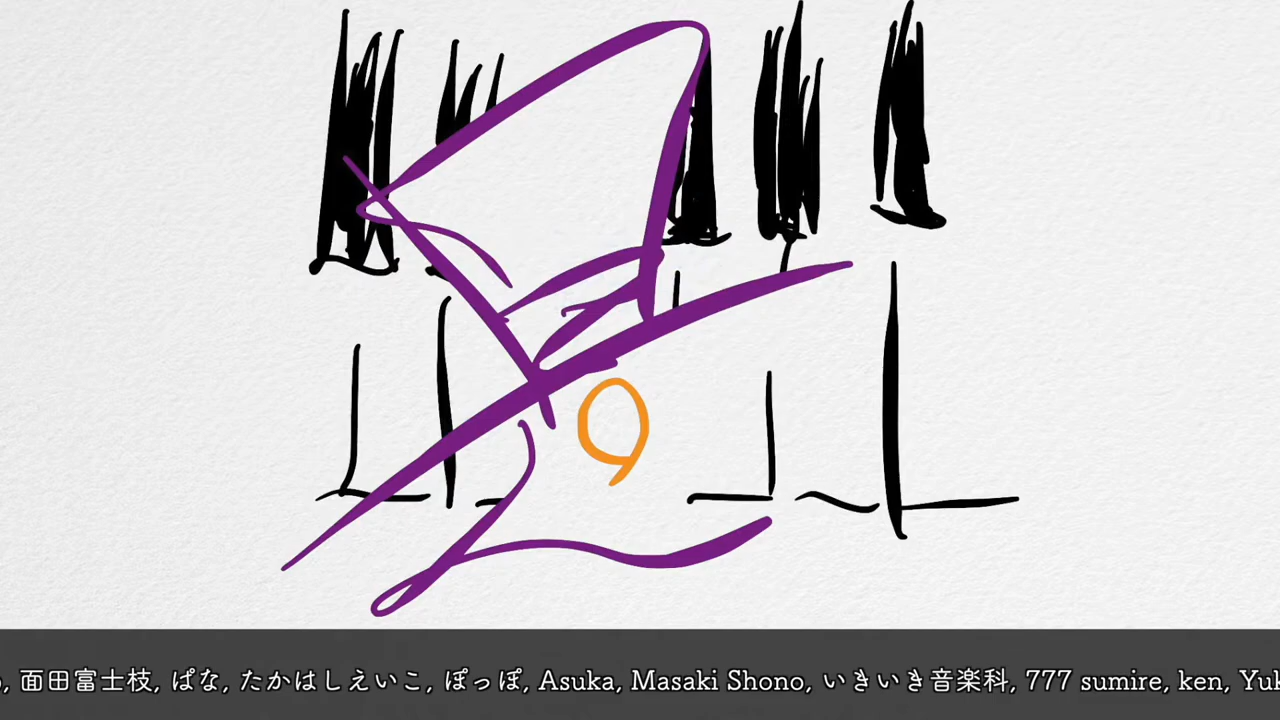 , 面田富士枝, ぱな, たかはしえいこ, ぽっぽ, Asuka, Masaki Shono, いきいき音楽科, 777 sumire, ken, Yuk